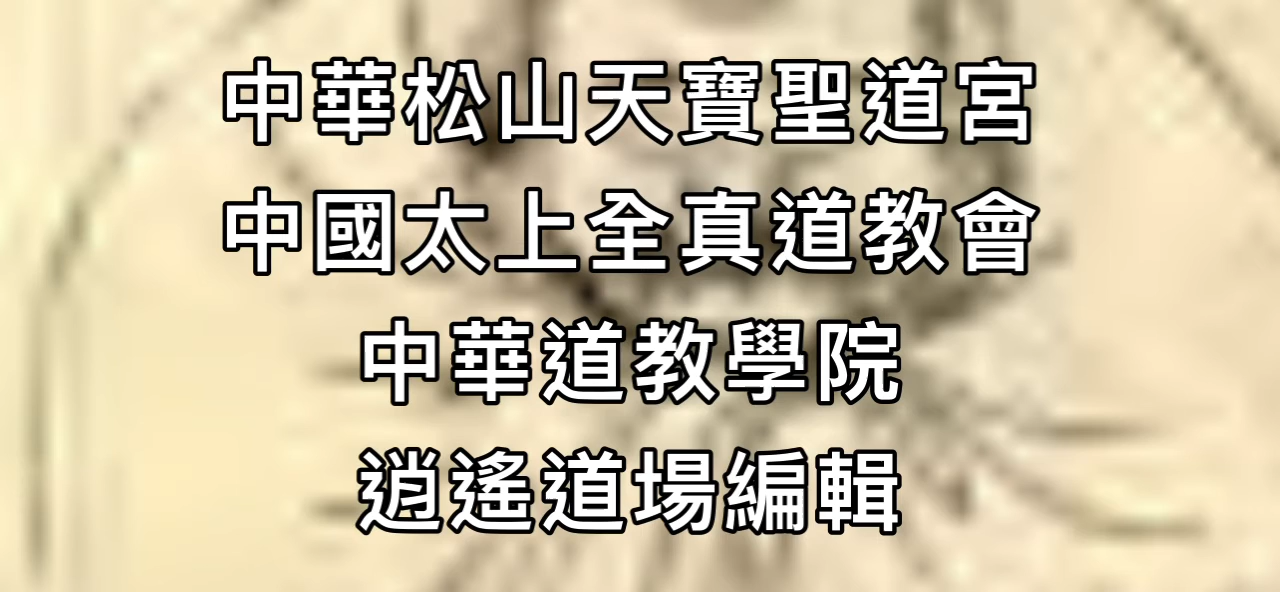 中華松山天寶聖道宮
中國太上全真道教會
中華道教學院
逍遙道場編輯